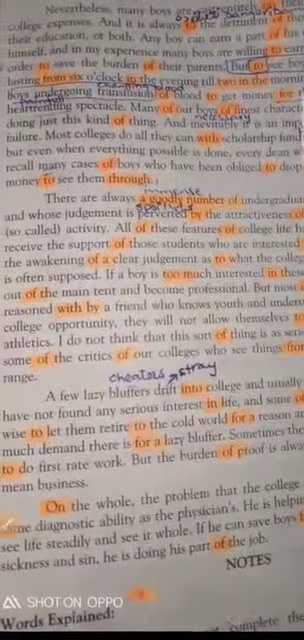 Nevertheless, many boys are
college expenses. And it is always to the detriment of
their education, or both. Any boy can earn a part of his
himself, and in my experience many boys are willing to
order to save the burden of their parents. But to see boy
lasting from six o'clock in the evening till two in the morni
changing blood
boys undergoing transfusion of blood to get money for
heartrending spectacle. Many of our boys of finest charac
doing just this kind of thing. And inevitably it is an
failure. Most colleges do all they can with scholarship fund
but even when everything possible is done, every dean
recall many cases of boys who have been obliged to drop
money to see them through.
immense
There are always a goodly number of undergradua
and whose judgement is perverted by the attractiveness
(so called) activity. All of these features of college life
receive the support of those students who are interested
the awakening of a clear judgement as to what the colleg
is often supposed. If a boy is too much interested in
out of the main tent and become professional. But most
reasoned with by a friend who knows youth and under
college opportunity, they will not allow themselves to
athletics. I do not think that this sort of thing is as
some of the critics of our colleges who see things from
range.
cheaters stray
A few lazy bluffers drift into college and usually
have not found any serious interest in life, and some
wise to let them retire to the cold world for a reason
much demand there is for a lazy bluffer. Sometimes the
to do first rate work. But the burden of proof is alwa
mean business.
On the whole, the problem that the college
some diagnostic ability as the physician's. He is helpi
see life steadily and see it whole. If he can save boys
sickness and sin, he is doing his part of the job.
NOTES
SHOT ON OPPO
Words Explained:
complete the